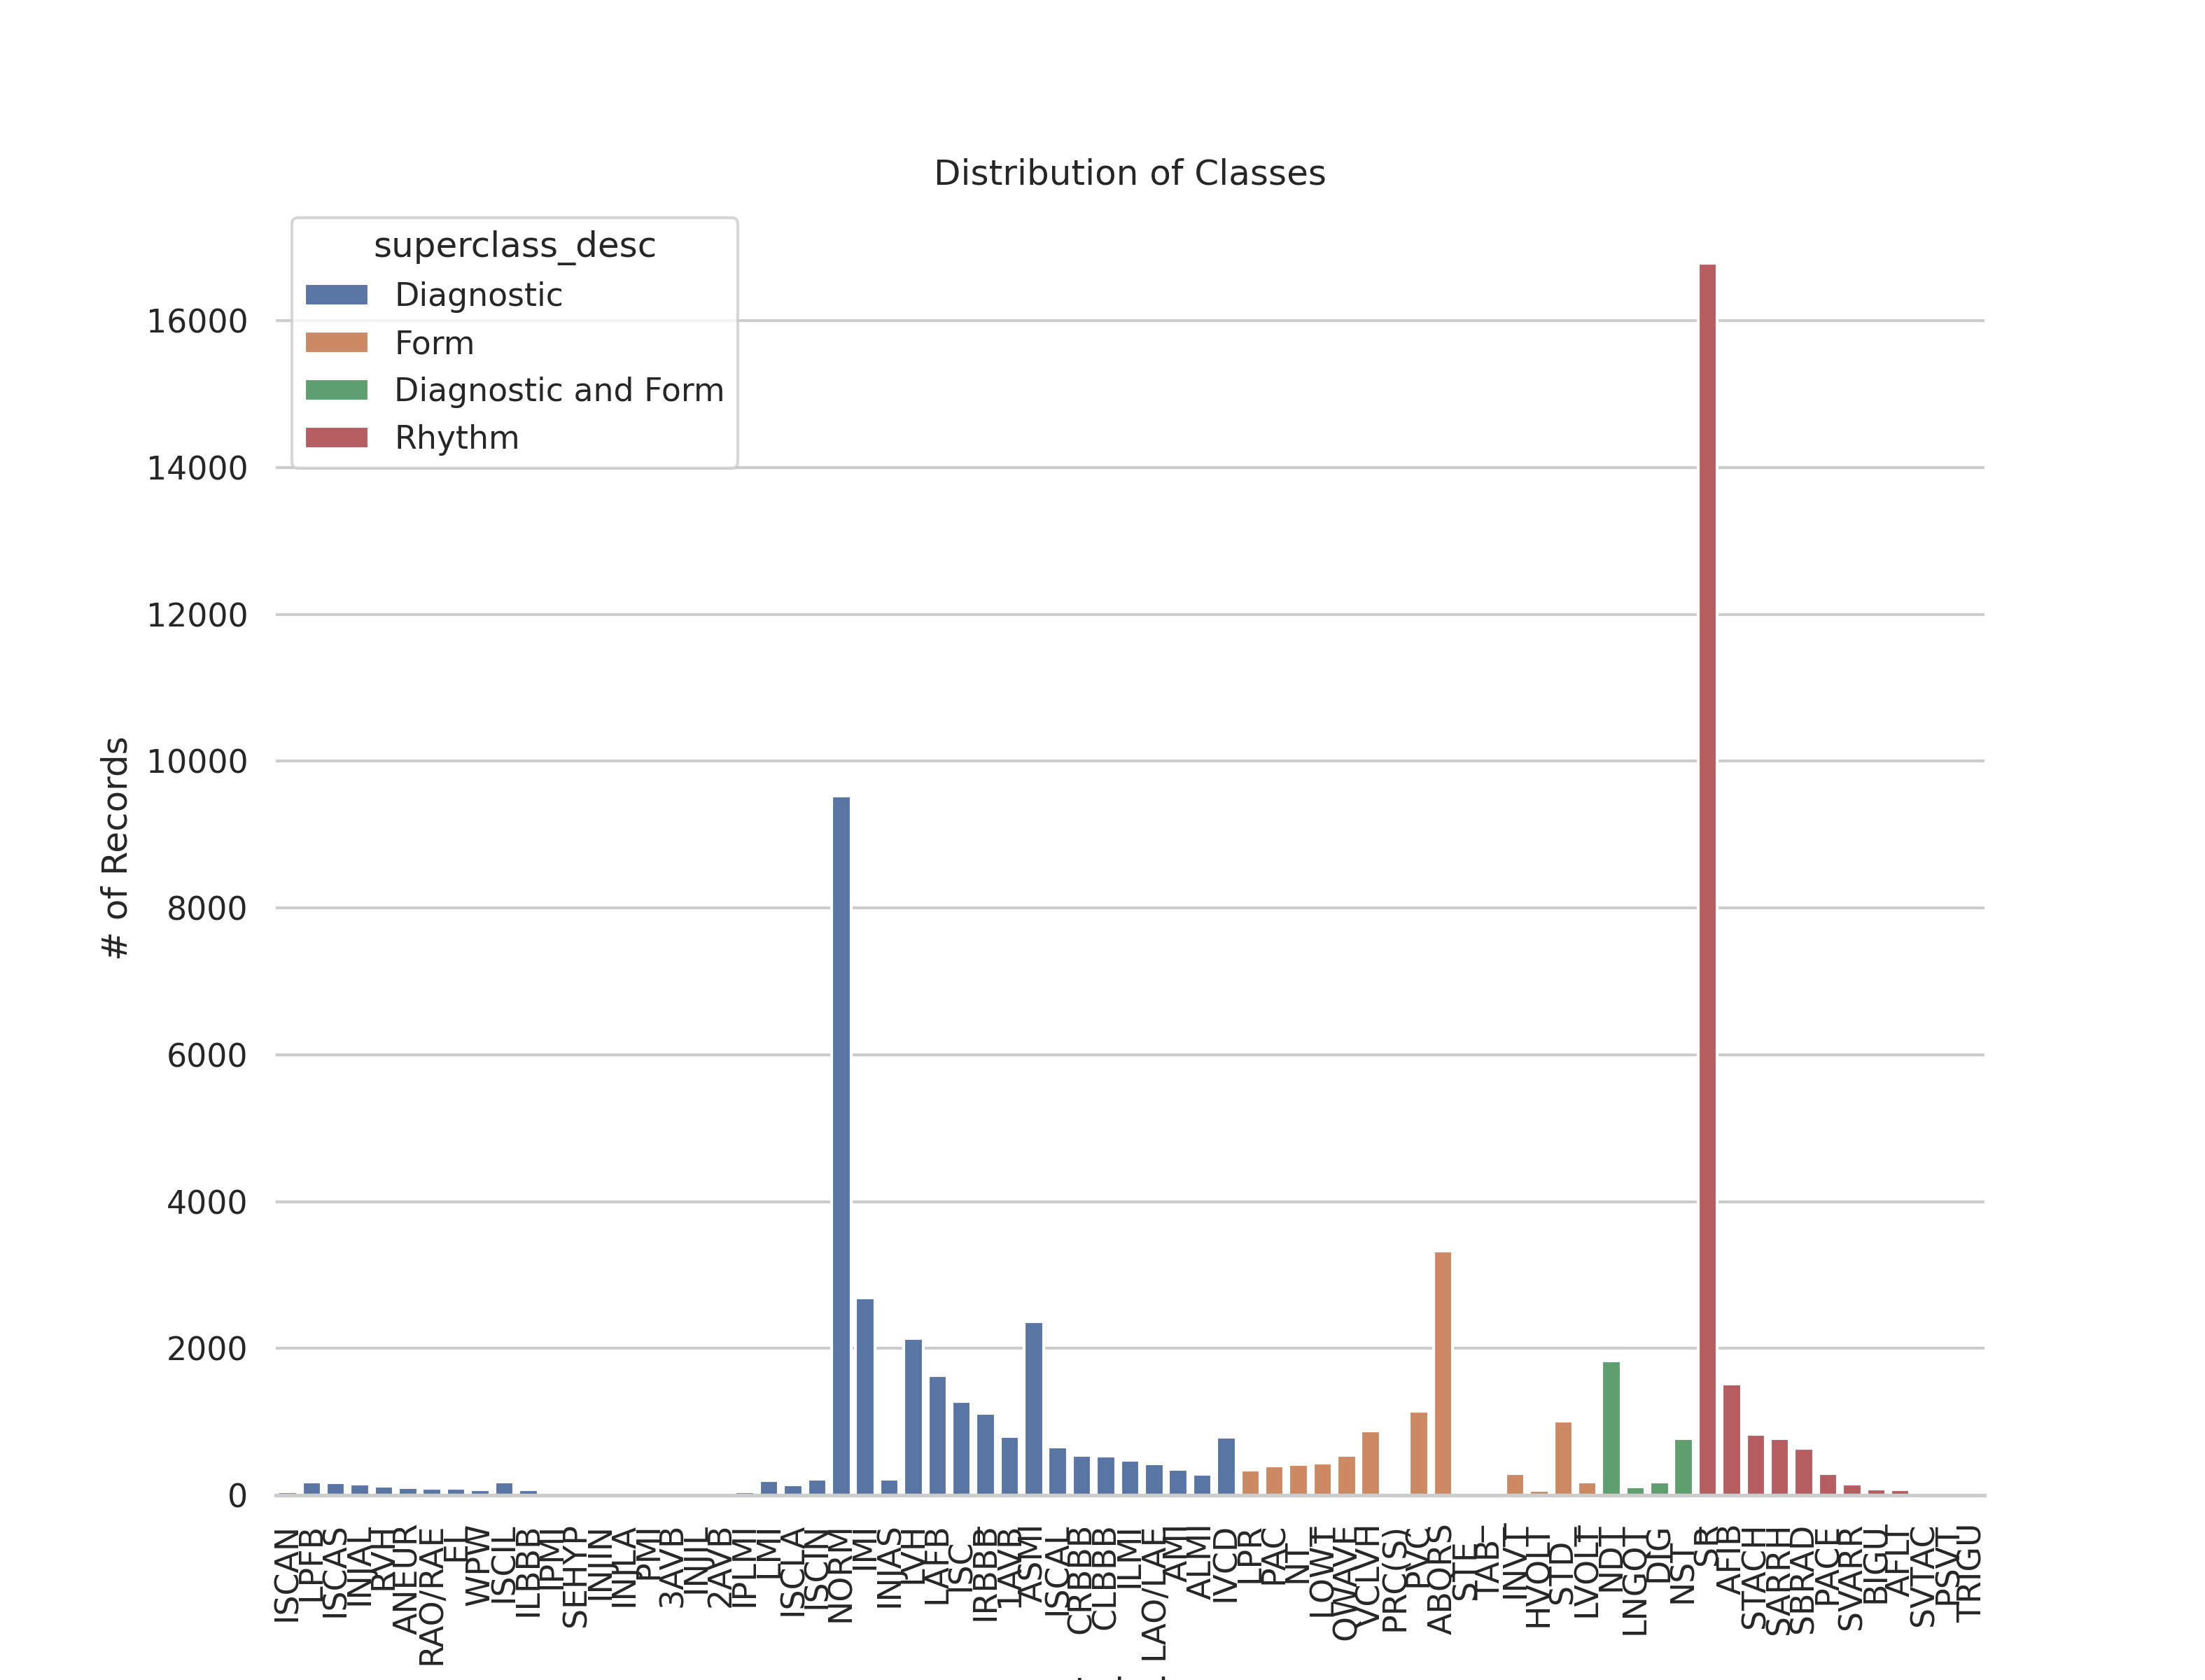 Distribution of Classes
superclass_desc
Diagnostic
Form
Diagnostic and Form
Rhythm
# of Records
16000
14000
12000
10000
8000
6000
4000
2000
0
ISCAN
LPFB
ISCAS
INJAL
RVH
ANEUR
RAO/RAE
EL
WPW
ISCIL
ILBBB
IPMI
SEHYP
INJIN
INJLA
PMI
3AVB
INJIL
2AVB
IPLMI
LMI
ISCLA
ISCIN
NORM
IMI
INJAS
LVH
LAFB
ISC_
IRBBB
1AVB
ASMI
ISCAL
CRBBB
CLBBB
ILMI
LAO/LAE
AMI
ALMI
IVCD
LPR
PAC
NT_
LOWT
QWAVE
VCLVH
PRC(S)
PVC
ABQRS
STE_
TAB_
INVT
HVOLT
STD_
LVOLT
NDT
LNGQT
DIG
NST_
SR
AFIB
STACH
SARRH
SBRAD
PACE
SVARR
BIGU
AFLT
SVTAC
PSVT
TRIGU